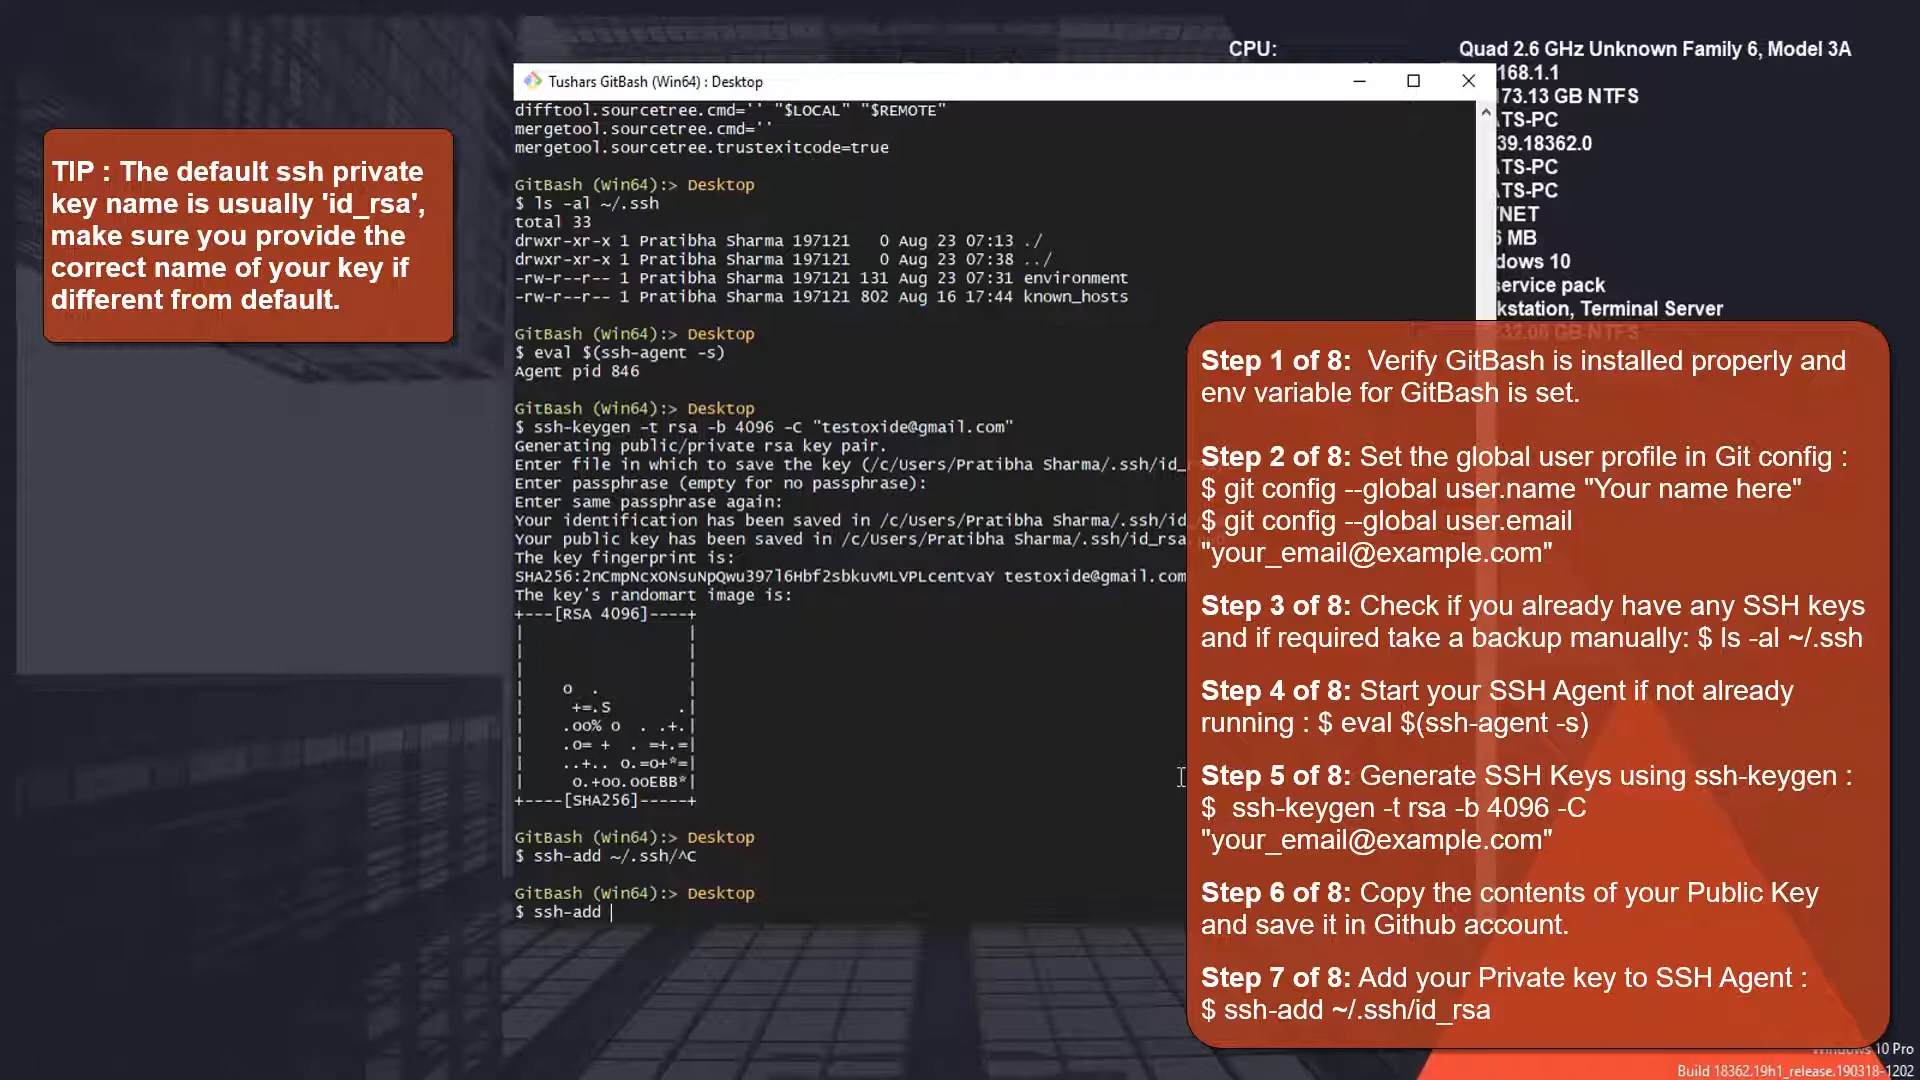 CPU: Quad 2.6 GHz Unknown Family 6, Model 3A
168.1.1
173.13 GB NTFS
ATS-PC
39.18362.0
ATS-PC
ATS-PC
NET
6 MB
dows 10
service pack
kstation, Terminal Server
232.00 GB NTFS
TIP : The default ssh private
key name is usually 'id_rsa',
make sure you provide the
correct name of your key if
different from default.
Tushars GitBash (Win64) : Desktop
difftool.sourcetree.cmd='' "$LOCAL" "$REMOTE"
mergetool.sourcetree.cmd=''
mergetool.sourcetree.trustexitcode=true
GitBash (Win64):> Desktop
$ ls -al ~/.ssh
total 33
drwxr-xr-x 1 Pratibha Sharma 197121   0 Aug 23 07:13 ./
drwxr-xr-x 1 Pratibha Sharma 197121   0 Aug 23 07:38 ../
-rw-r--r-- 1 Pratibha Sharma 197121 131 Aug 23 07:31 environment
-rw-r--r-- 1 Pratibha Sharma 197121 802 Aug 16 17:44 known_hosts
GitBash (Win64):> Desktop
$ eval $(ssh-agent -s)
Agent pid 846
GitBash (Win64):> Desktop
$ ssh-keygen -t rsa -b 4096 -C "testoxide@gmail.com"
Generating public/private rsa key pair.
Enter file in which to save the key (/c/Users/Pratibha Sharma/.ssh/id_
Enter passphrase (empty for no passphrase):
Enter same passphrase again:
Your identification has been saved in /c/Users/Pratibha Sharma/.ssh/id
Your public key has been saved in /c/Users/Pratibha Sharma/.ssh/id_rsa
The key fingerprint is:
SHA256:2nCmpNcxONsuNpQwu397l6Hbf2sbkuvMLVPLcentvaY testoxide@gmail.com
The key's randomart image is:
+---[RSA 4096]----+
|                 |
|                 |
|                 |
|    o  .         |
|     +=.S       .|
|    .oo% o  . .+.|
|    .o= +  . =+.=|
|    ..+.. o.=o+*=|
|     o.+oo.ooEBB*|
+----[SHA256]-----+
GitBash (Win64):> Desktop
$ ssh-add ~/.ssh/^C
GitBash (Win64):> Desktop
$ ssh-add
Step 1 of 8:  Verify GitBash is installed properly and
env variable for GitBash is set.
Step 2 of 8: Set the global user profile in Git config :
$ git config --global user.name "Your name here"
$ git config --global user.email
"your_email@example.com"
Step 3 of 8: Check if you already have any SSH keys
and if required take a backup manually: $ ls -al ~/.ssh
Step 4 of 8: Start your SSH Agent if not already
running : $ eval $(ssh-agent -s)
Step 5 of 8: Generate SSH Keys using ssh-keygen :
$  ssh-keygen -t rsa -b 4096 -C
"your_email@example.com"
Step 6 of 8: Copy the contents of your Public Key
and save it in Github account.
Step 7 of 8: Add your Private key to SSH Agent :
$ ssh-add ~/.ssh/id_rsa
Windows 10 Pro
Build 18362.19h1_release.190318-1202